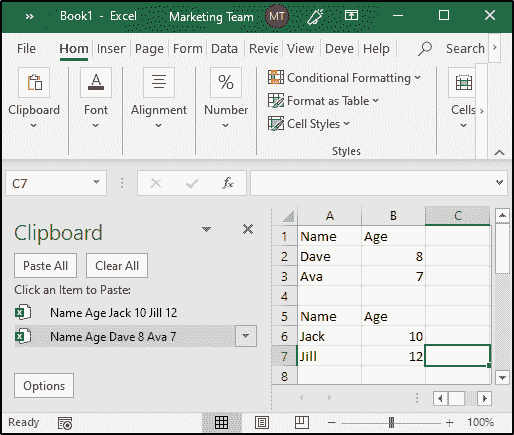 » Book1 - Excel Marketing Team MT
File Hom Inser Page Form Data Revie View Deve Help Search
Clipboard Font Alignment % Number Conditional Formatting Format as Table Cell Styles Cells
Styles
C7 fx
Clipboard
Paste All Clear All
Click an Item to Paste:
Name Age Jack 10 Jill 12
Name Age Dave 8 Ava 7
Options
A B C
1 Name Age
2 Dave 8
3 Ava 7
4
5 Name Age
6 Jack 10
7 Jill 12
8
Ready 100%